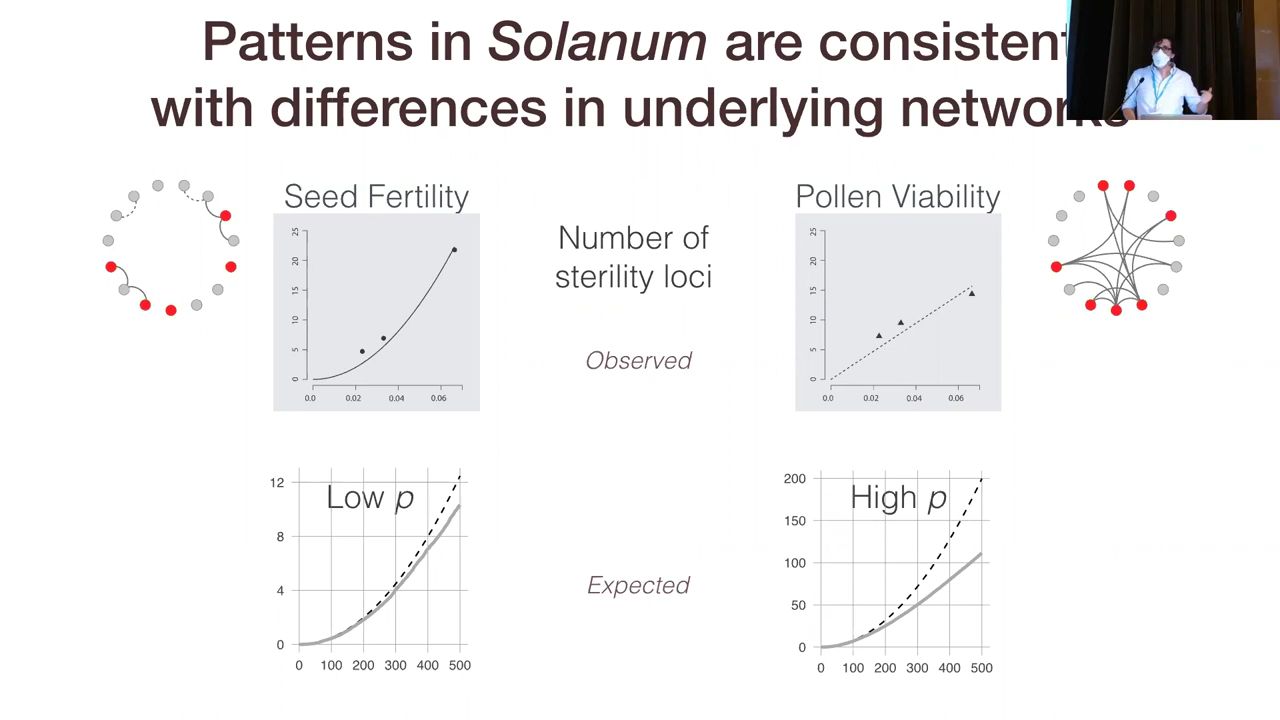 Patterns in Solanum are consistent
with differences in underlying networks
Seed Fertility
Pollen Viability
Number of
sterility loci
Observed
25
20
15
10
5
0
0.0 0.02 0.04 0.06
25
20
15
10
5
0
0.0 0.02 0.04 0.06
Low p
High p
Expected
12
8
4
0
0 100 200 300 400 500
200
150
100
50
0
0 100 200 300 400 500